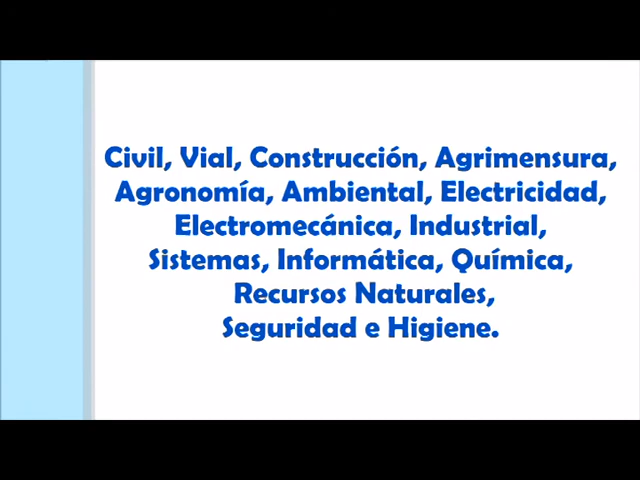 Civil, Vial, Construcción, Agrimensura,
Agronomía, Ambiental, Electricidad,
Electromecánica, Industrial,
Sistemas, Informática, Química,
Recursos Naturales,
Seguridad e Higiene.